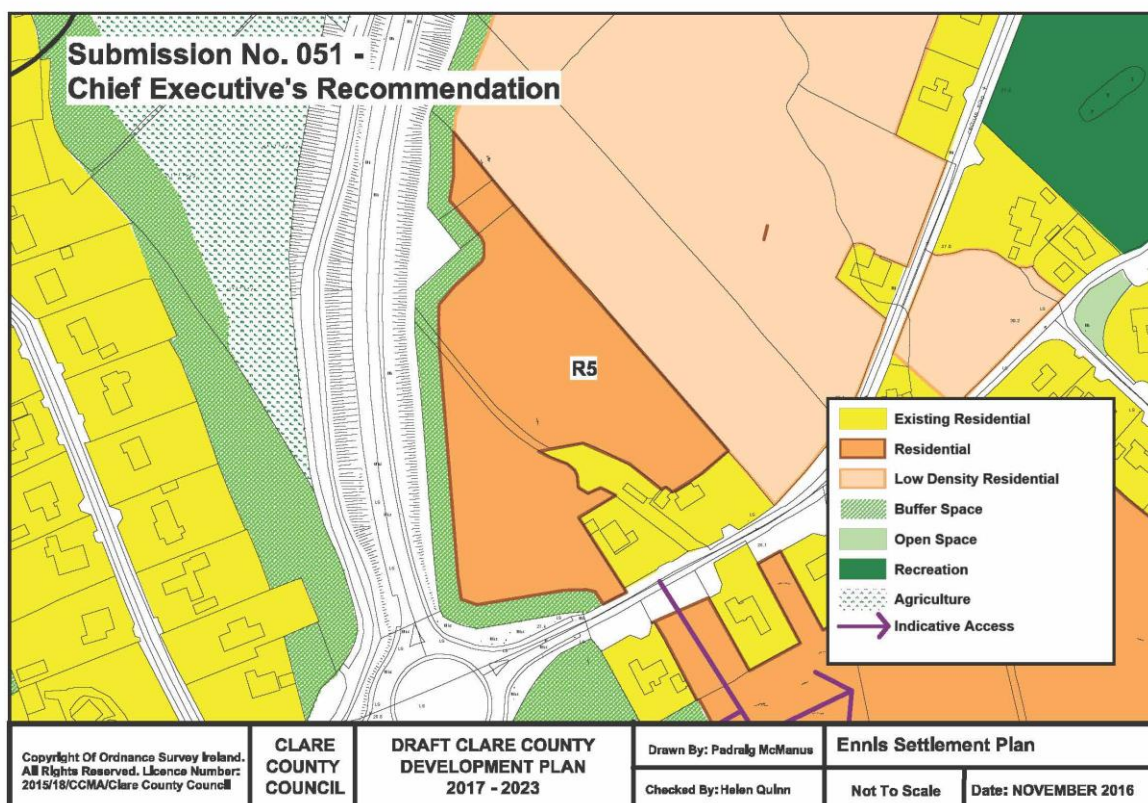 Submission No. 051 -
Chief Executive's Recommendation
R5
Existing Residential
Residential
Low Density Residential
Buffer Space
Open Space
Recreation
Agriculture
Indicative Access
Copyright Of Ordnance Survey Ireland.
All Rights Reserved. Licence Number:
2015/18/CCMA/Clare County Council
CLARE
COUNTY
COUNCIL
DRAFT CLARE COUNTY
DEVELOPMENT PLAN
2017 - 2023
Drawn By: Padraig McManus
Checked By: Helen Quinn
Ennis Settlement Plan
Not To Scale
Date: NOVEMBER 2016